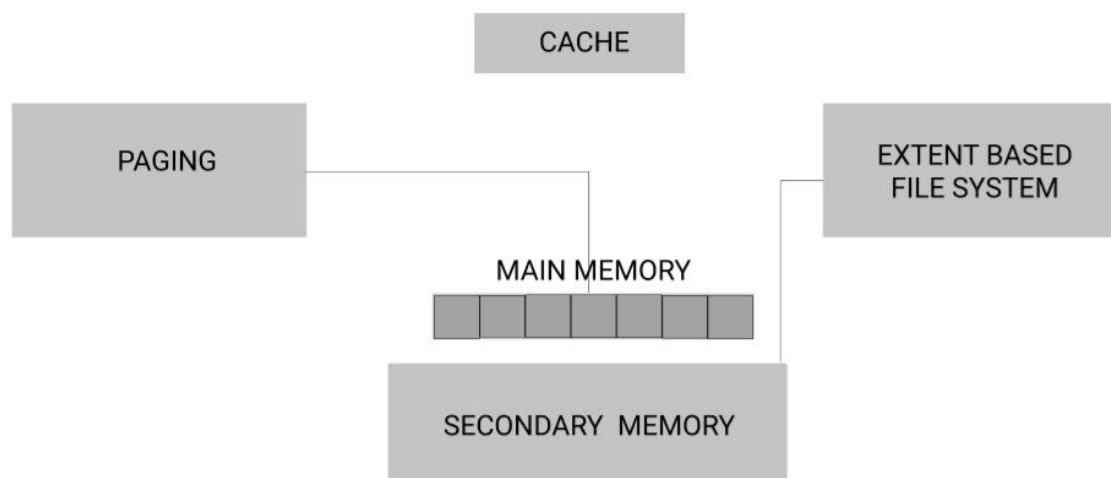 CACHE
PAGING
EXTENT BASED
FILE SYSTEM
MAIN MEMORY
SECONDARY MEMORY